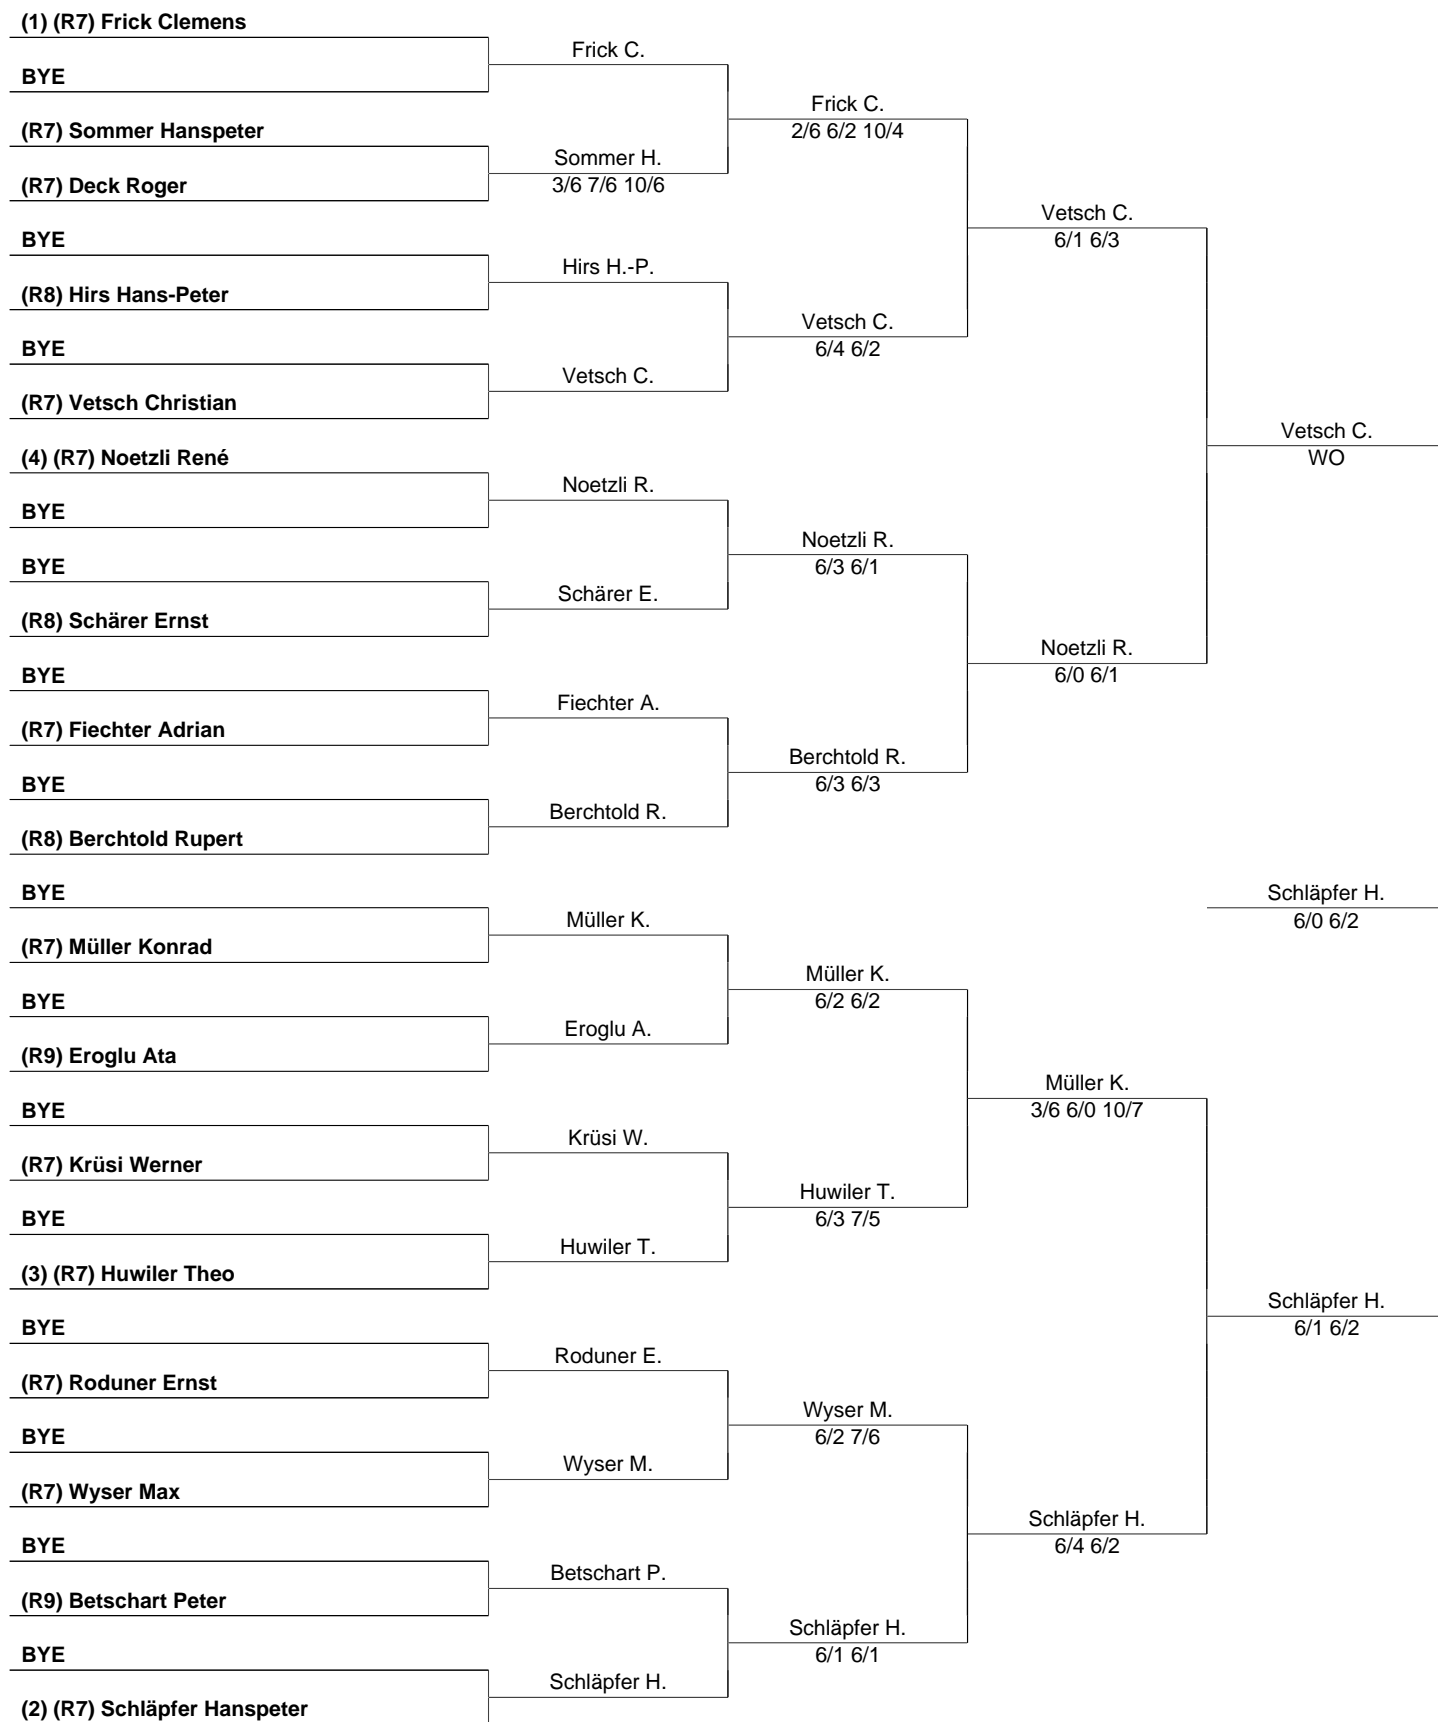 (1) (R7) Frick Clemens
BYE
(R7) Sommer Hanspeter
(R7) Deck Roger
BYE
(R8) Hirs Hans-Peter
BYE
(R7) Vetsch Christian
(4) (R7) Noetzli René
BYE
BYE
(R8) Schärer Ernst
BYE
(R7) Fiechter Adrian
BYE
(R8) Berchtold Rupert
BYE
(R7) Müller Konrad
BYE
(R9) Eroglu Ata
BYE
(R7) Krüsi Werner
BYE
(3) (R7) Huwiler Theo
BYE
(R7) Roduner Ernst
BYE
(R7) Wyser Max
BYE
(R9) Betschart Peter
BYE
(2) (R7) Schläpfer Hanspeter
Frick C.
Sommer H.
3/6 7/6 10/6
Hirs H.-P.
Vetsch C.
Noetzli R.
Schärer E.
Fiechter A.
Berchtold R.
Müller K.
Eroglu A.
Krüsi W.
Huwiler T.
Roduner E.
Wyser M.
Betschart P.
Schläpfer H.
Frick C.
2/6 6/2 10/4
Vetsch C.
6/4 6/2
Noetzli R.
6/3 6/1
Berchtold R.
6/3 6/3
Müller K.
6/2 6/2
Huwiler T.
6/3 7/5
Wyser M.
6/2 7/6
Schläpfer H.
6/1 6/1
Vetsch C.
6/1 6/3
Noetzli R.
6/0 6/1
Müller K.
3/6 6/0 10/7
Schläpfer H.
6/4 6/2
Vetsch C.
WO
Schläpfer H.
6/0 6/2
Schläpfer H.
6/1 6/2